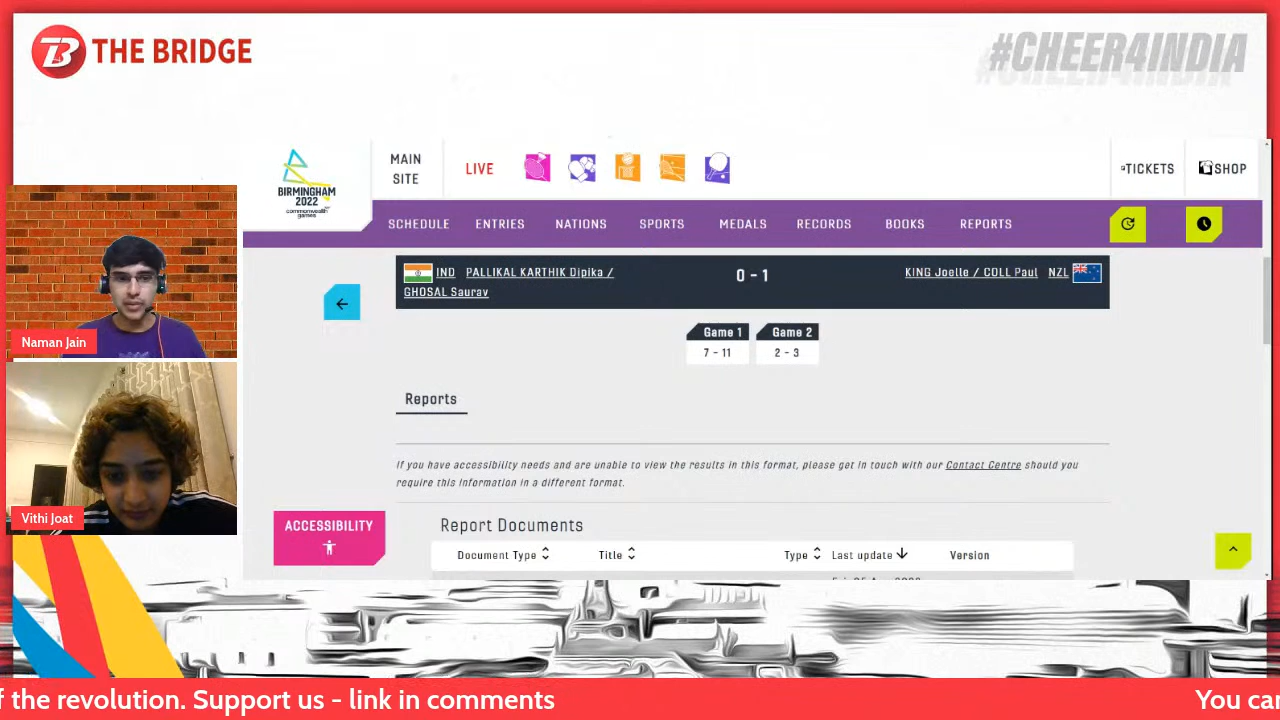 THE BRIDGE
#CHEER4INDIA
BIRMINGHAM
2022
commonwealth
games
MAIN
SITE
LIVE
TICKETS
SHOP
SCHEDULE ENTRIES NATIONS SPORTS MEDALS RECORDS BOOKS REPORTS
IND PALLIKAL KARTHIK Dipika /
GHOSAL Saurav
0 - 1
KING Joelle / COLL Paul NZL
Game 1 Game 2
7 - 11 2 - 3
Naman Jain
Reports
If you have accessibility needs and are unable to view the results in this format, please get in touch with our Contact Centre should you
require this information in a different format.
Vithi Joat
ACCESSIBILITY
Report Documents
Document Type Title Type Last update Version
f the revolution. Support us - link in comments
You can